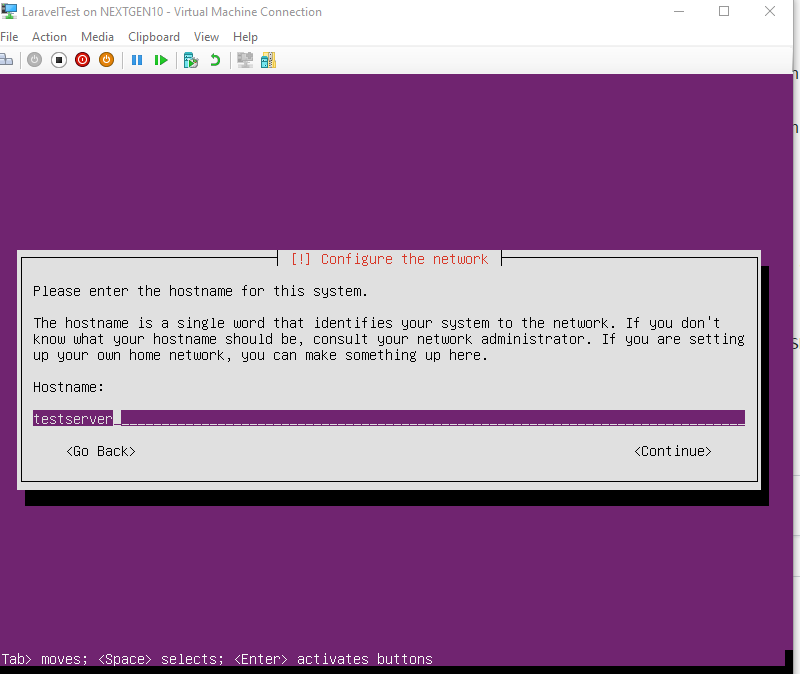 LaravelTest on NEXTGEN10 - Virtual Machine Connection
File Action Media Clipboard View Help
[!] Configure the network
Please enter the hostname for this system.
The hostname is a single word that identifies your system to the network. If you don't
know what your hostname should be, consult your network administrator. If you are setting
up your own home network, you can make something up here.
Hostname:
testserver
<Go Back> <Continue>
Tab> moves; <Space> selects; <Enter> activates buttons